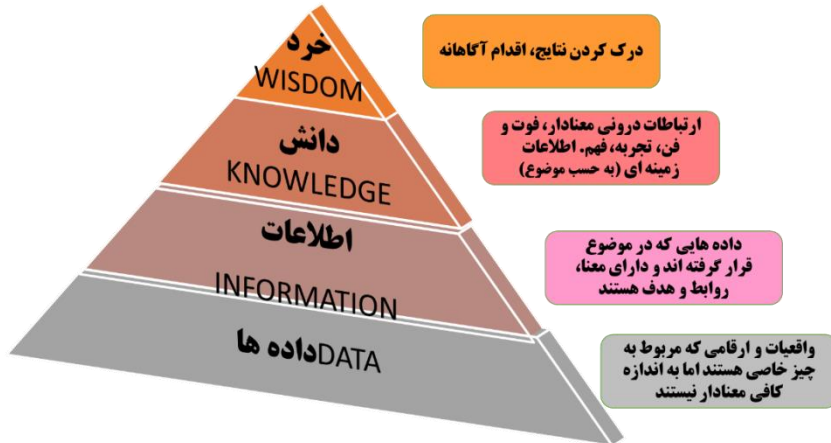 خرد
WISDOM
درک کردن نتایج، اقدام آگاهانه
دانش
KNOWLEDGE
ارتباطات درونی معنادار، فوت و
فن، تجربه، فهم. اطلاعات
زمینه ای (به حسب موضوع)
اطلاعات
INFORMATION
داده هایی که در موضوع
قرار گرفته اند و دارای معنا،
روابط و هدف هستند
داده ها DATA
واقعیات و ارقامی که مربوط به
چیز خاصی هستند اما به اندازه
کافی معنادار نیستند